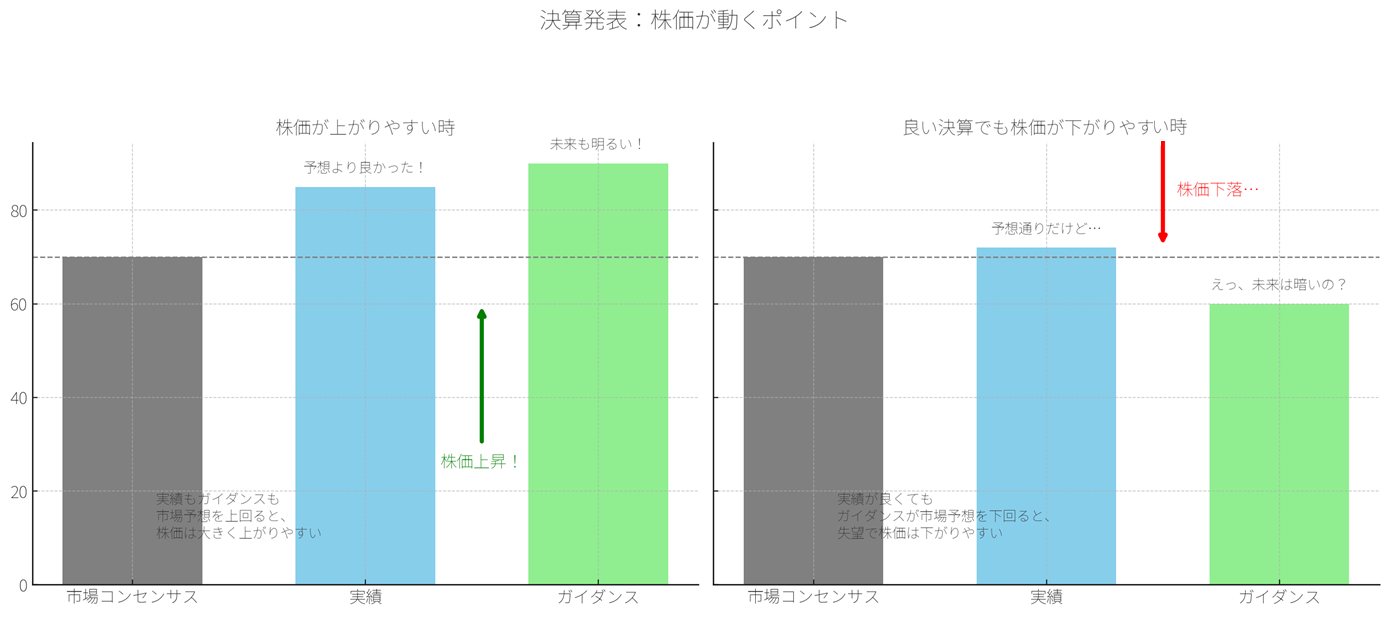 決算発表：株価が動くポイント
株価が上がりやすい時
未来も明るい！
予想より良かった！
株価上昇！
実績もガイダンスも
市場予想を上回ると、
株価は大きく上がりやすい
80
60
40
20
0
市場コンセンサス
実績
ガイダンス
良い決算でも株価が下がりやすい時
株価下落…
予想通りだけど…
えっ、未来は暗いの？
実績が良くても
ガイダンスが市場予想を下回ると、
失望で株価は下がりやすい
市場コンセンサス
実績
ガイダンス